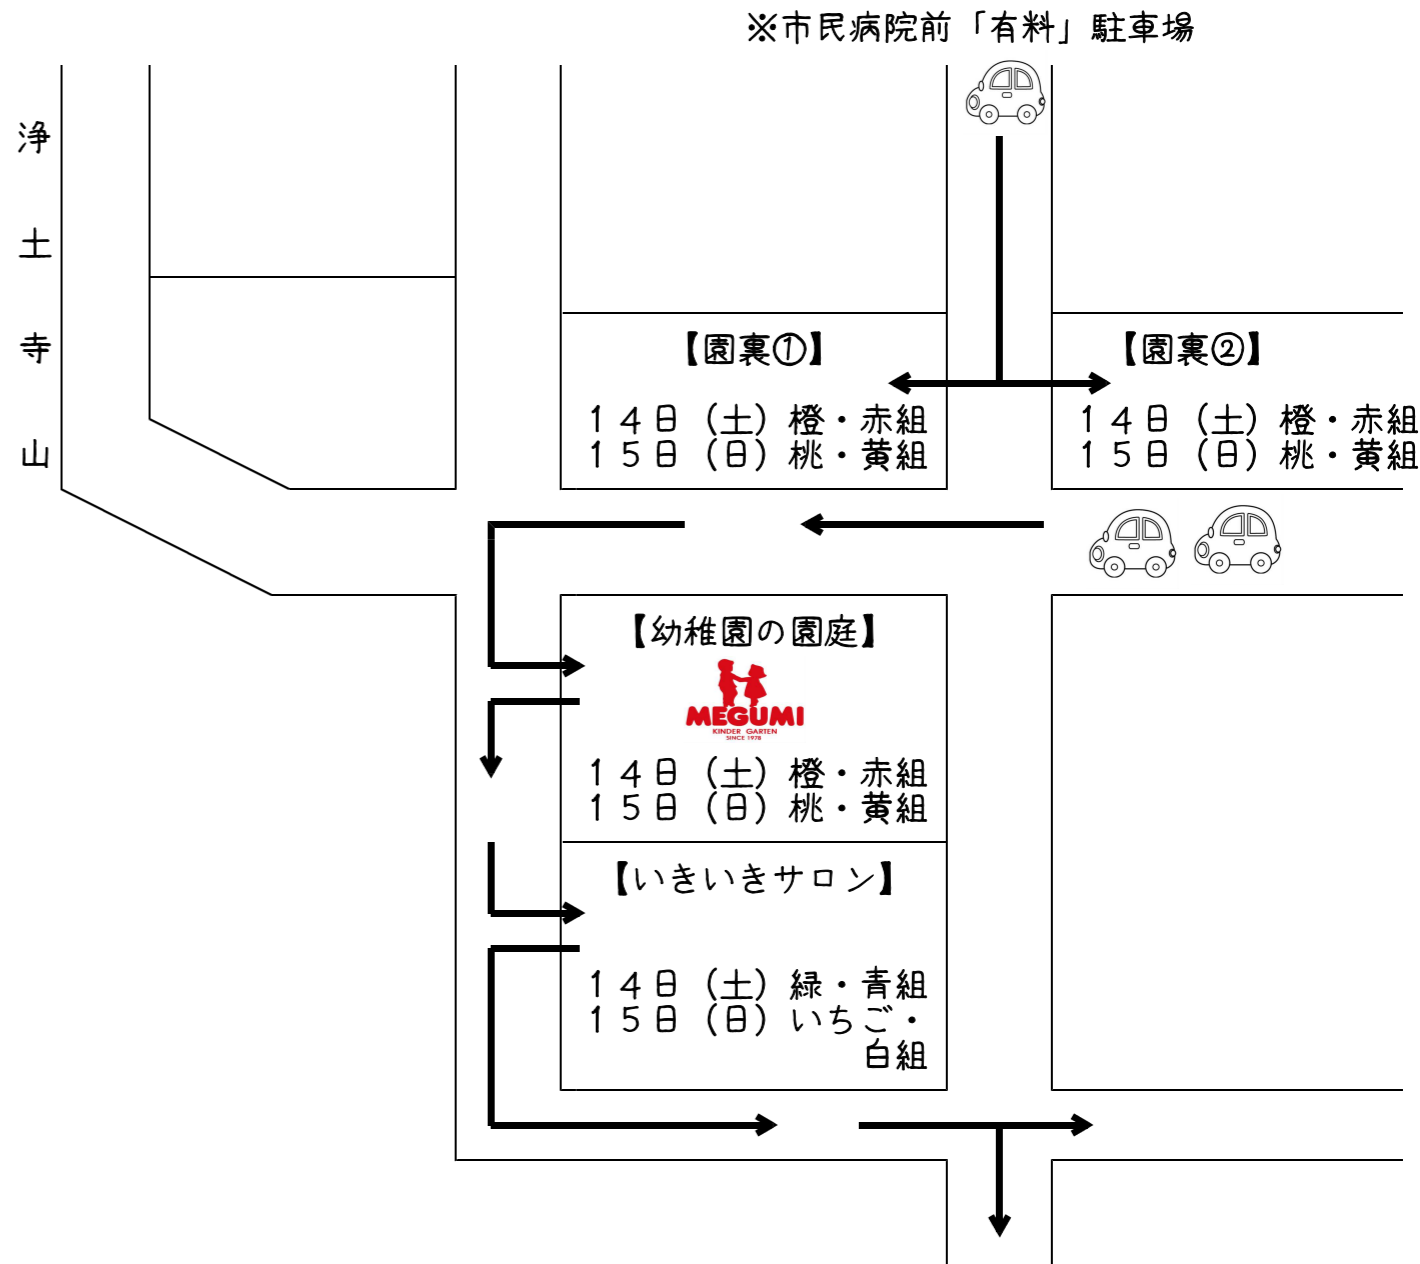 ※市民病院前「有料」駐車場
浄土寺山
【園裏①】
１４日（土）橙・赤組
１５日（日）桃・黄組
【園裏②】
１４日（土）橙・赤組
１５日（日）桃・黄組
【幼稚園の園庭】
MEGUMI
KINDER GARTEN
SINCE 1978
１４日（土）橙・赤組
１５日（日）桃・黄組
【いきいきサロン】
１４日（土）緑・青組
１５日（日）いちご・
白組